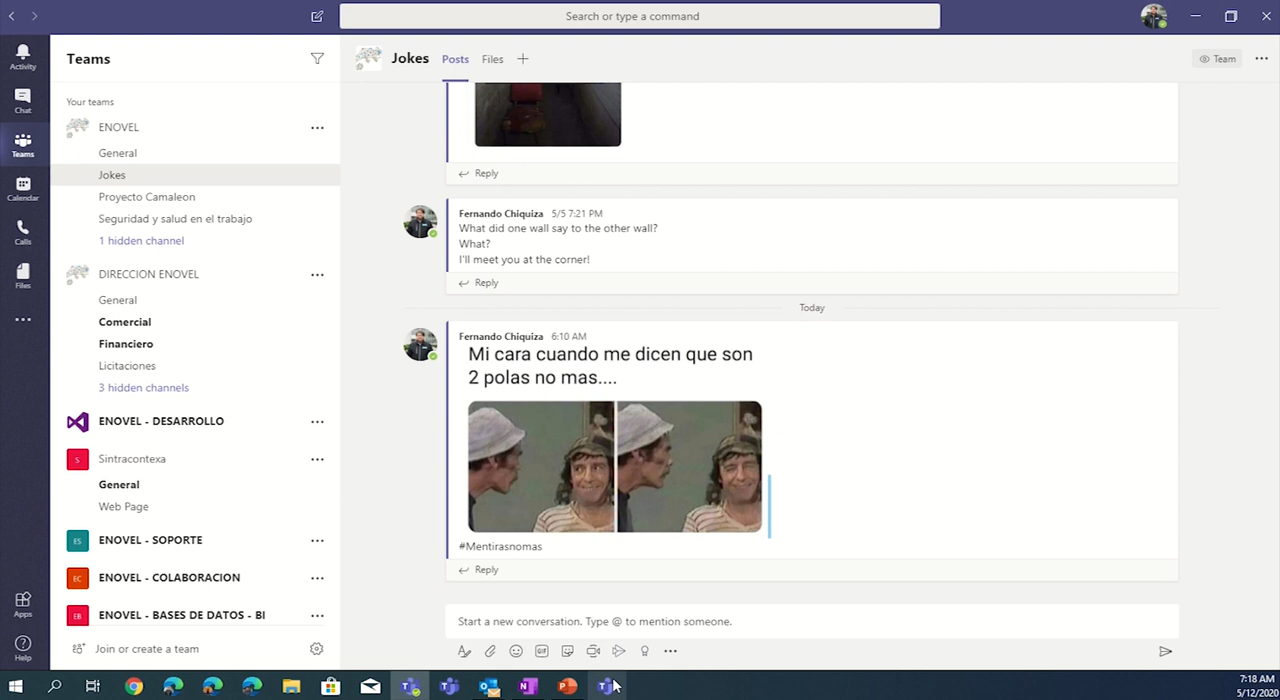 Search or type a command
Activity
Chat
Teams
Calendar
Calls
Files
Apps
Help
Teams
Your teams
ENOVEL
General
Jokes
Proyecto Camaleon
Seguridad y salud en el trabajo
1 hidden channel
DIRECCION ENOVEL
General
Comercial
Financiero
Licitaciones
3 hidden channels
ENOVEL - DESARROLLO
S
Sintracontexa
General
Web Page
ES
ENOVEL - SOPORTE
EC
ENOVEL - COLABORACION
EB
ENOVEL - BASES DE DATOS - BI
Join or create a team
Jokes Posts Files
Team
Reply
Fernando Chiquiza 5/5 7:21 PM
What did one wall say to the other wall?
What?
I'll meet you at the corner!
Reply
Today
Fernando Chiquiza 6:10 AM
Mi cara cuando me dicen que son
2 polas no mas....
#Mentirasnomas
Reply
Start a new conversation. Type @ to mention someone.
GIF
7:18 AM
5/12/2020